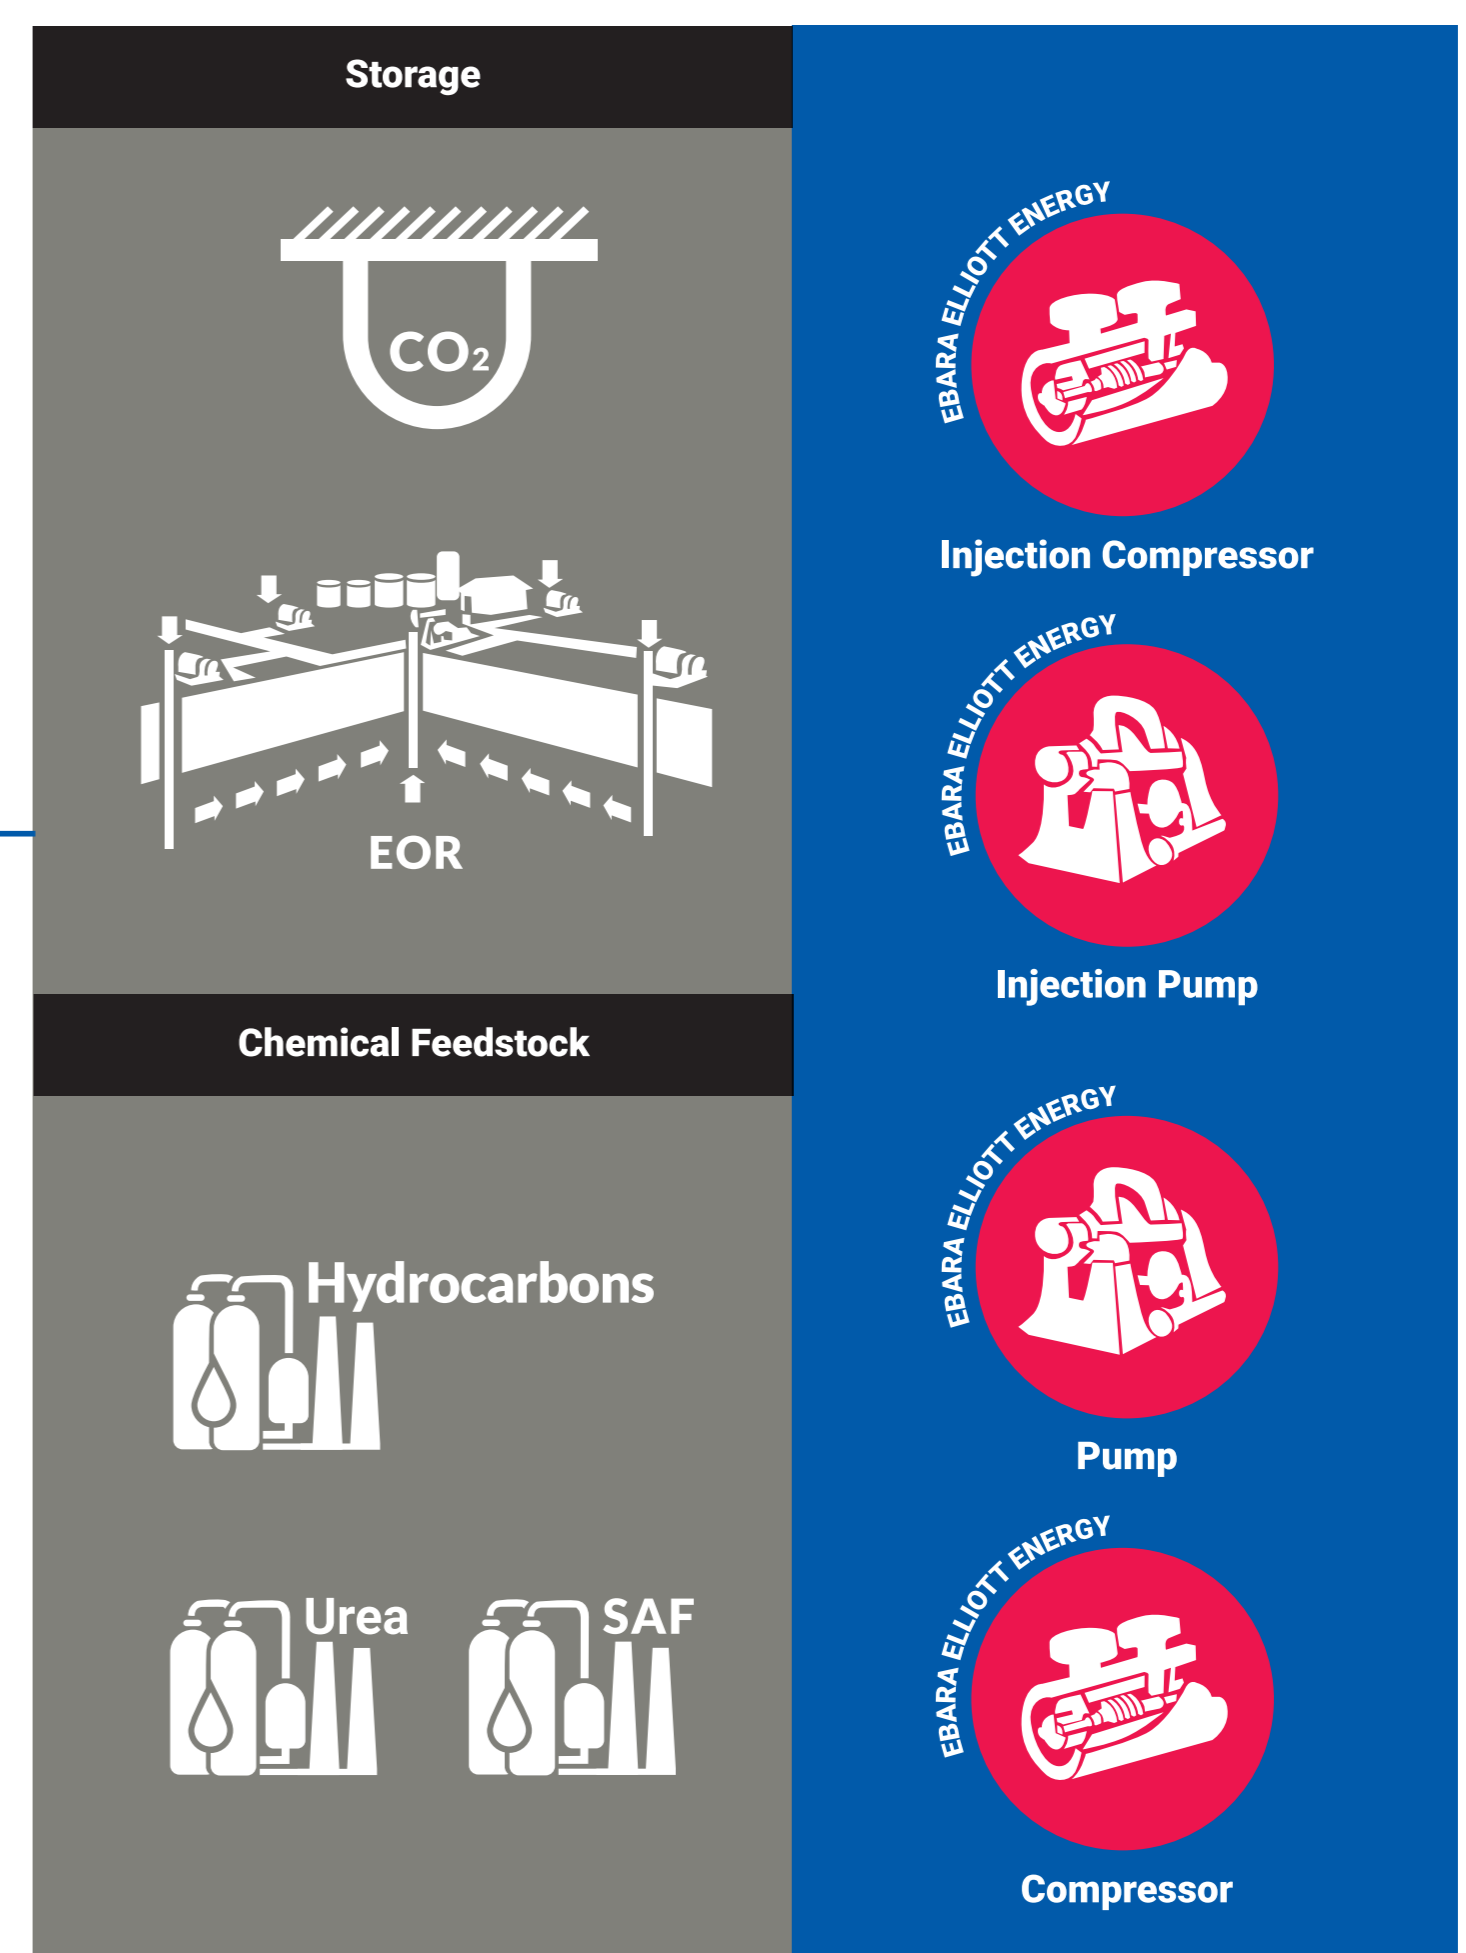 Storage
CO₂
EOR
EBARA ELLIOTT ENERGY
Injection Compressor
EBARA ELLIOTT ENERGY
Injection Pump
Chemical Feedstock
Hydrocarbons
Urea
SAF
EBARA ELLIOTT ENERGY
Pump
EBARA ELLIOTT ENERGY
Compressor